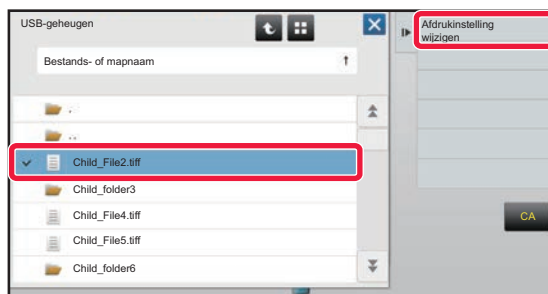 USB-geheugen
Bestands- of mapnaam
.
..
Child_File2.tiff
Child_folder3
Child_File4.tiff
Child_File5.tiff
Child_folder6
Afdrukinstelling
wijzigen
CA